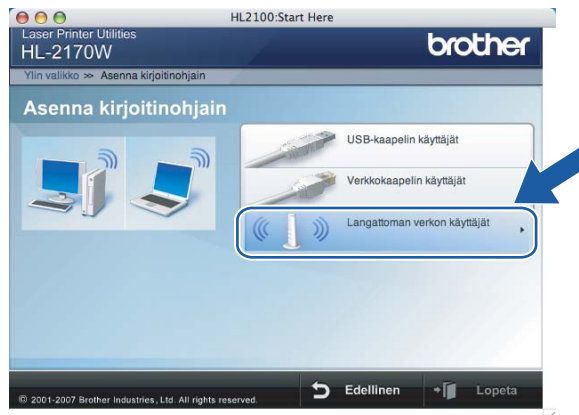 HL2100:Start Here
Laser Printer Utilities
HL-2170W
brother
Ylin valikko >> Asenna kirjoitinohjain
Asenna kirjoitinohjain
USB-kaapelin käyttäjät
Verkkokaapelin käyttäjät
Langattoman verkon käyttäjät
© 2001-2007 Brother Industries, Ltd. All rights reserved.
Edellinen
Lopeta